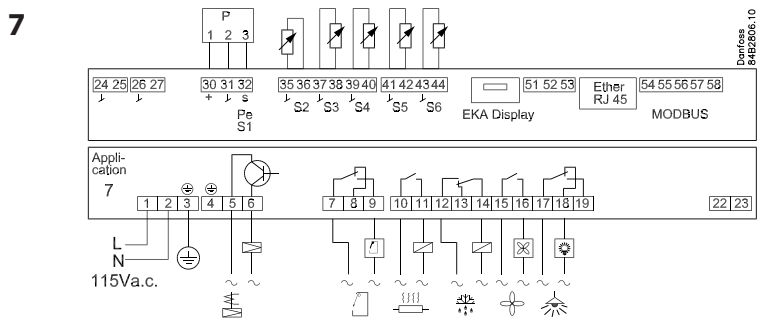 7
Danfoss
84B2806.10
P
1 2 3
24 25 26 27 30 31 32 35 36 37 38 39 40 41 42 43 44 51 52 53 54 55 56 57 58
+ s S2 S3 S4 S5 S6
Pe
S1
EKA Display
Ether
RJ 45
MODBUS
Appli-
cation
7
1 2 3 4 5 6 7 8 9 10 11 12 13 14 15 16 17 18 19 22 23
L
N
115Va.c.